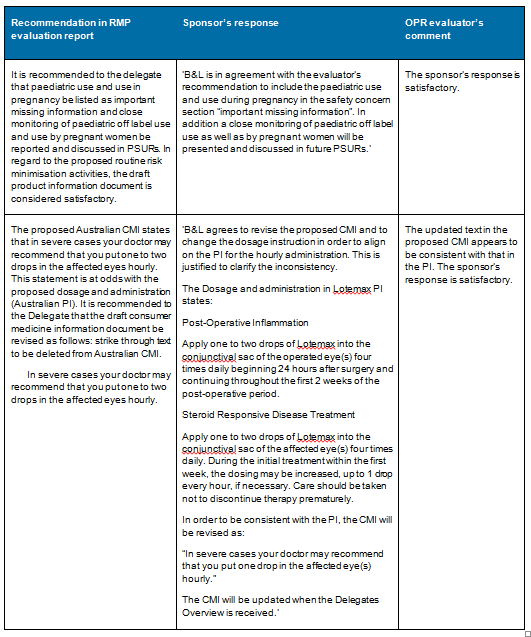 Recommendation in RMP
evaluation report
Sponsor's response
OPR evaluator's
comment
It is recommended to the delegate
that paediatric use and use in
pregnancy be listed as important
missing information and close
monitoring of paediatric off label use
and use by pregnant women be
reported and discussed in PSURs. In
regard to the proposed routine risk
minimisation activities, the draft
product information document is
considered satisfactory.
'B&L is in agreement with the evaluator's
recommendation to include the paediatric use
and use during pregnancy in the safety concern
section "important missing information". In
addition a close monitoring of paediatric off label
use as well as by pregnant women will be
presented and discussed in future PSURs.'
The sponsor's response is
satisfactory.
The proposed Australian CMI states
that in severe cases your doctor may
recommend that you put one to two
drops in the affected eyes hourly.
This statement is at odds with the
proposed dosage and administration
(Australian PI). It is recommended to
the Delegate that the draft consumer
medicine information document be
revised as follows: strike through text
to be deleted from Australian CMI.
In severe cases your doctor may
recommend that you put one to two
drops in the affected eyes hourly.
'B&L agrees to revise the proposed CMI and to
change the dosage instruction in order to align
on the PI for the hourly administration. This is
justified to clarify the inconsistency.
The Dosage and administration in Lotemax PI
states:
Post-Operative Inflammation
Apply one to two drops of Lotemax into the
conjunctival sac of the operated eye(s) four
times daily beginning 24 hours after surgery and
continuing throughout the first 2 weeks of the
post-operative period.
Steroid Responsive Disease Treatment
Apply one to two drops of Lotemax into the
conjunctival sac of the affected eye(s) four times
daily. During the initial treatment within the first
week, the dosing may be increased, up to 1 drop
every hour, if necessary. Care should be taken
not to discontinue therapy prematurely.
In order to be consistent with the PI, the CMI will
be revised as:
"In severe cases your doctor may recommend
that you put one drop in the affected eye(s)
hourly."
The CMI will be updated when the Delegates
Overview is received.'
The updated text in the
proposed CMI appears to
be consistent with that in
the PI. The sponsor's
response is satisfactory.